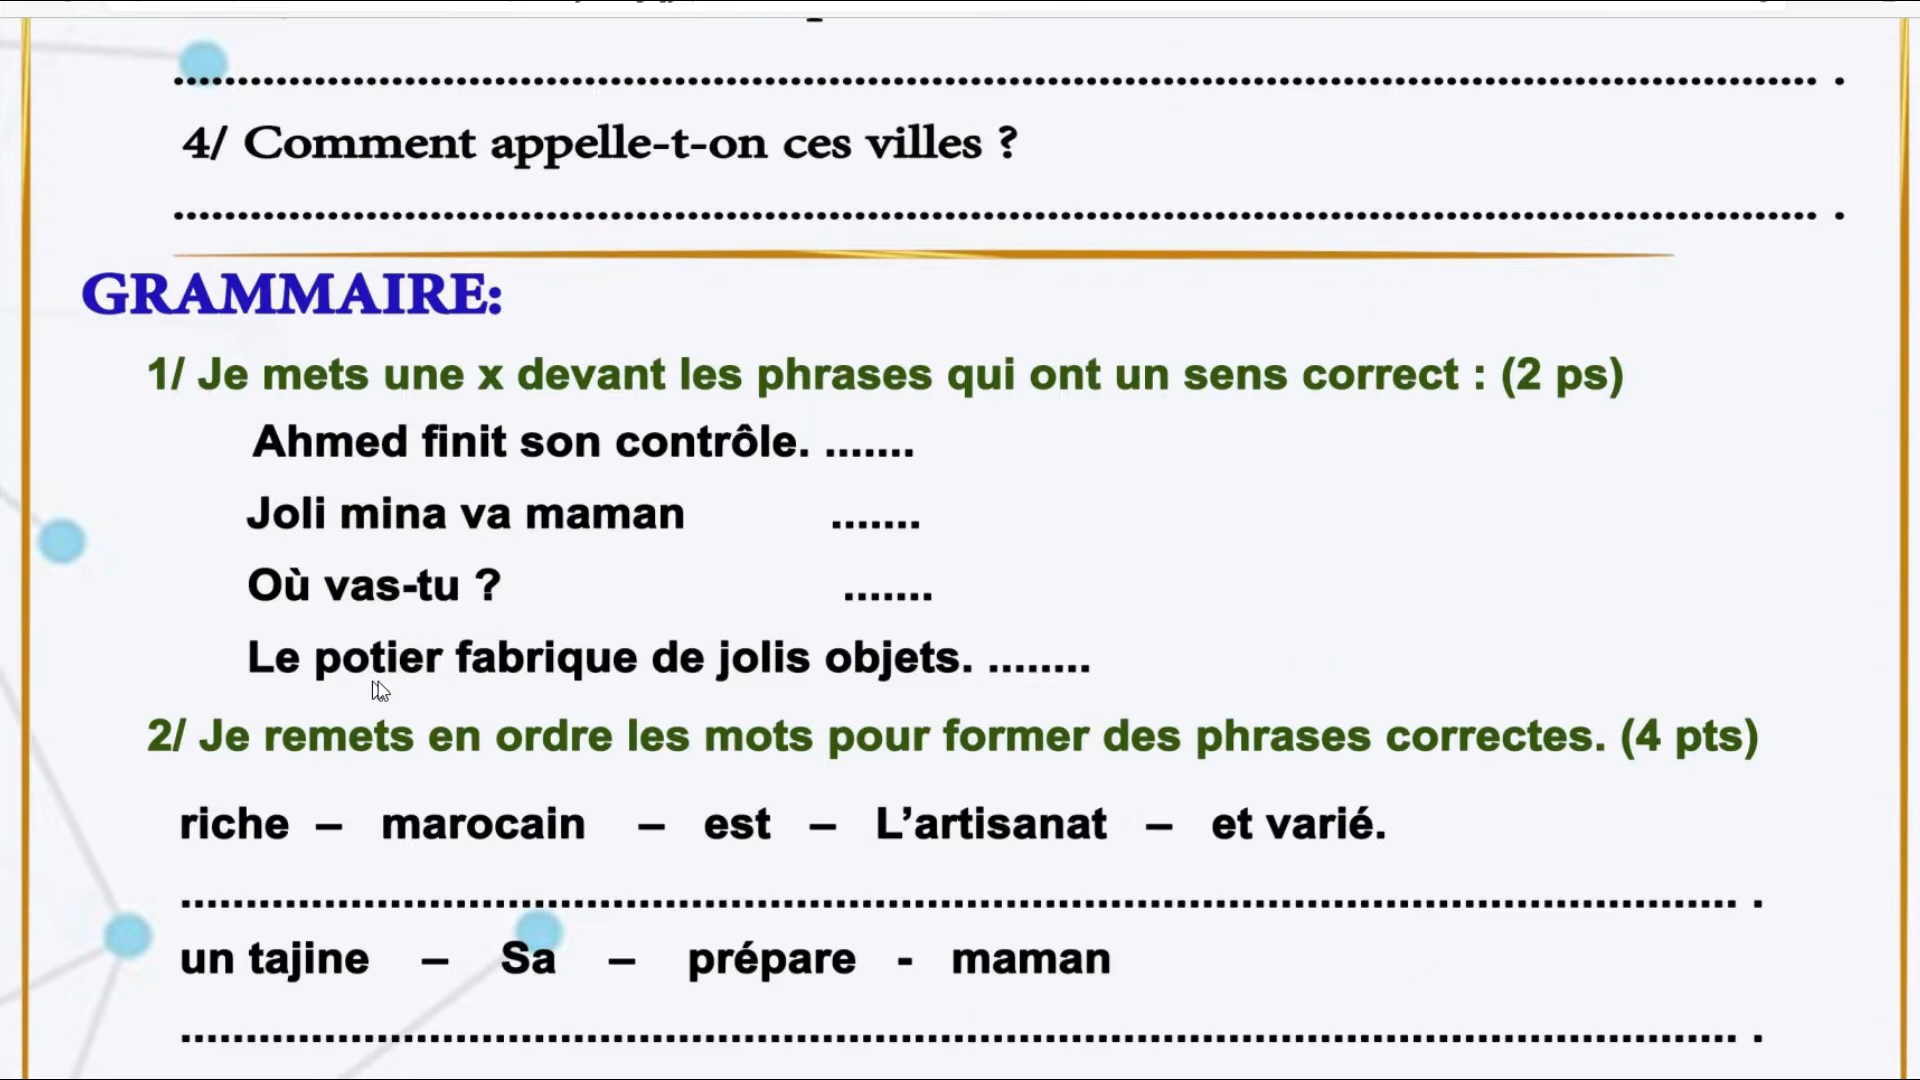 4/ Comment appelle-t-on ces villes ?
GRAMMAIRE:
1/ Je mets une x devant les phrases qui ont un sens correct : (2 ps)
Ahmed finit son contrôle. .......
Joli mina va maman .......
Où vas-tu ? .......
Le potier fabrique de jolis objets. ........
2/ Je remets en ordre les mots pour former des phrases correctes. (4 pts)
riche – marocain – est – L’artisanat – et varié.
un tajine – Sa – prépare - maman